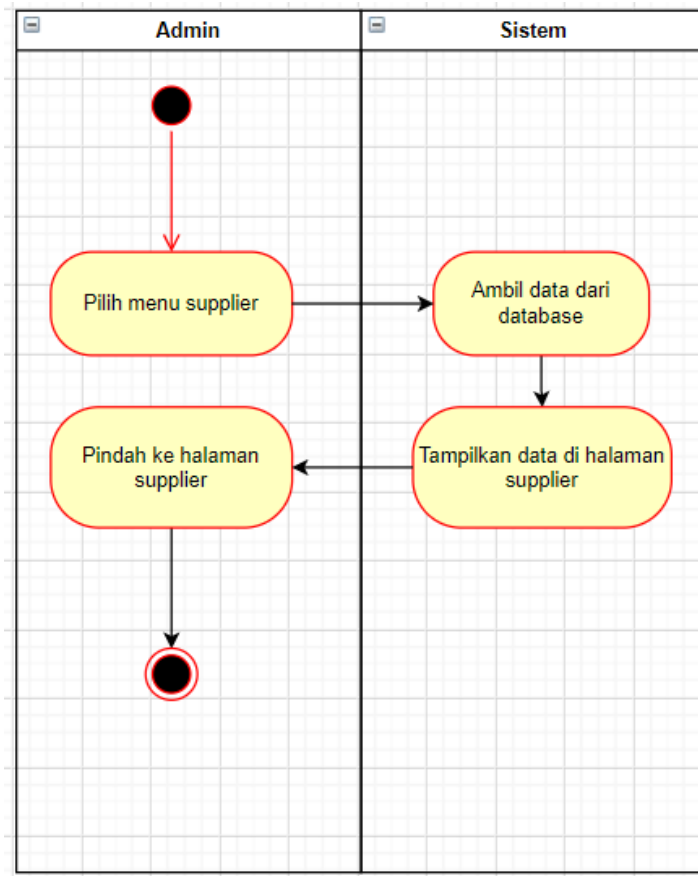 Admin
Sistem
Pilih menu supplier
Ambil data dari
database
Tampilkan data di halaman
supplier
Pindah ke halaman
supplier